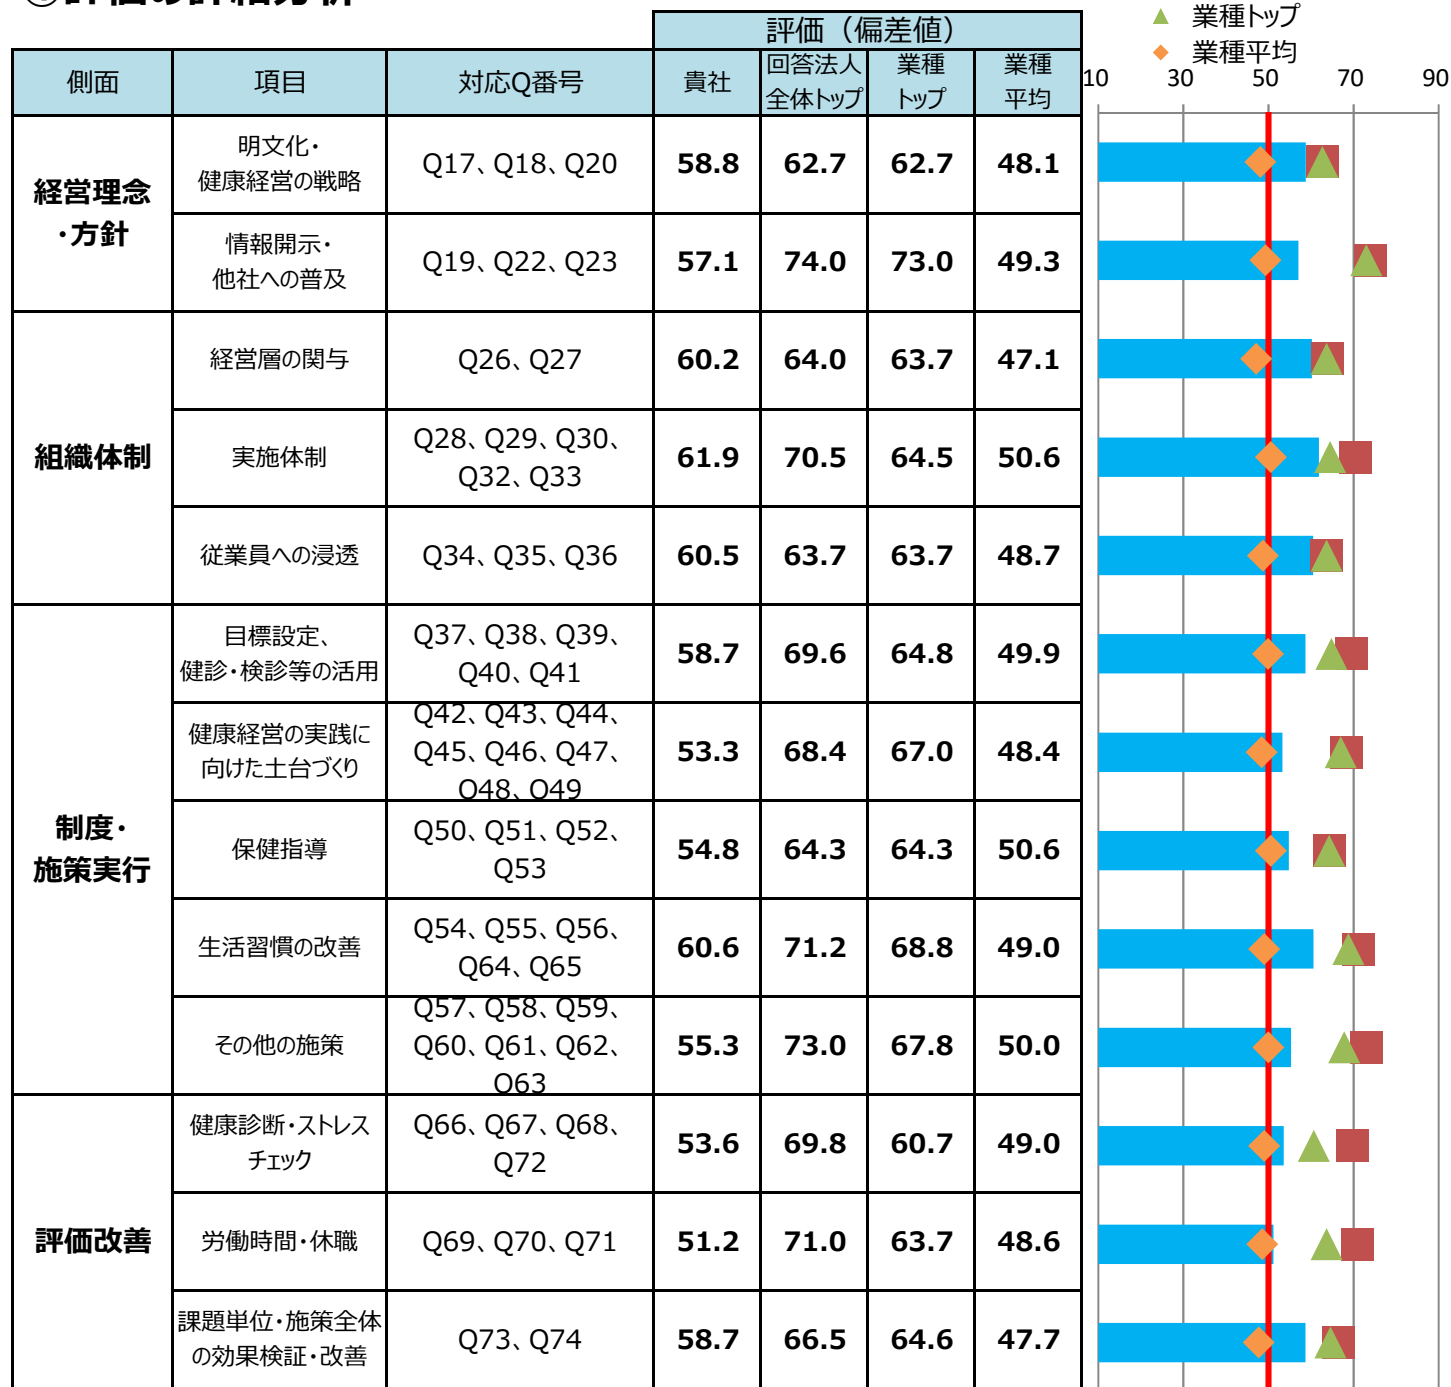 ▲ 業種トップ
◆ 業種平均
評価（偏差値）
側面 項目 対応Q番号 貴社 回答法人全体トップ 業種トップ 業種平均
10 30 50 70 90
経営理念
・方針
明文化・
健康経営の戦略
Q17、Q18、Q20
58.8 62.7 62.7 48.1
情報開示・
他社への普及
Q19、Q22、Q23
57.1 74.0 73.0 49.3
組織体制
経営層の関与
Q26、Q27
60.2 64.0 63.7 47.1
実施体制
Q28、Q29、Q30、
Q32、Q33
61.9 70.5 64.5 50.6
従業員への浸透
Q34、Q35、Q36
60.5 63.7 63.7 48.7
制度・
施策実行
目標設定、
健診・検診等の活用
Q37、Q38、Q39、
Q40、Q41
58.7 69.6 64.8 49.9
健康経営の実践に
向けた土台づくり
Q42、Q43、Q44、
Q45、Q46、Q47、
Q48、Q49
53.3 68.4 67.0 48.4
保健指導
Q50、Q51、Q52、
Q53
54.8 64.3 64.3 50.6
生活習慣の改善
Q54、Q55、Q56、
Q64、Q65
60.6 71.2 68.8 49.0
その他の施策
Q57、Q58、Q59、
Q60、Q61、Q62、
Q63
55.3 73.0 67.8 50.0
評価改善
健康診断・ストレス
チェック
Q66、Q67、Q68、
Q72
53.6 69.8 60.7 49.0
労働時間・休職
Q69、Q70、Q71
51.2 71.0 63.7 48.6
課題単位・施策全体
の効果検証・改善
Q73、Q74
58.7 66.5 64.6 47.7